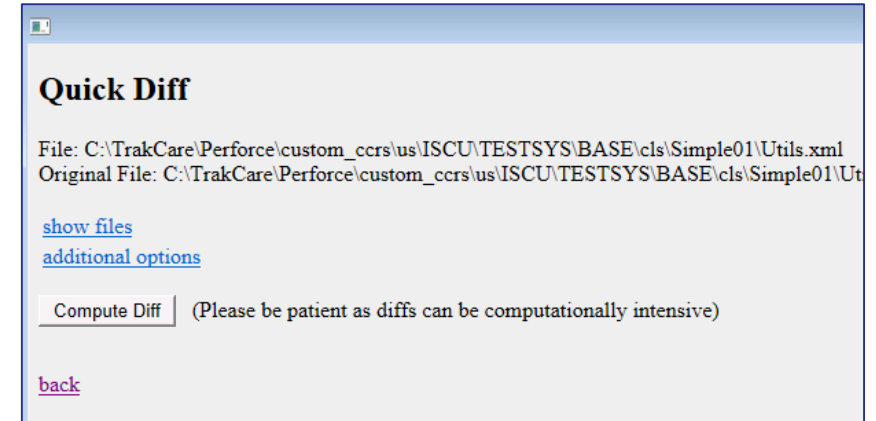 Quick Diff
File: C:\TrakCare\Perforce\custom_ccrs\us\ISCU\TESTSYS\BASE\cls\Simple01\Utils.xml
Original File: C:\TrakCare\Perforce\custom_ccrs\us\ISCU\TESTSYS\BASE\cls\Simple01\Ut
show files
additional options
Compute Diff (Please be patient as diffs can be computationally intensive)
back